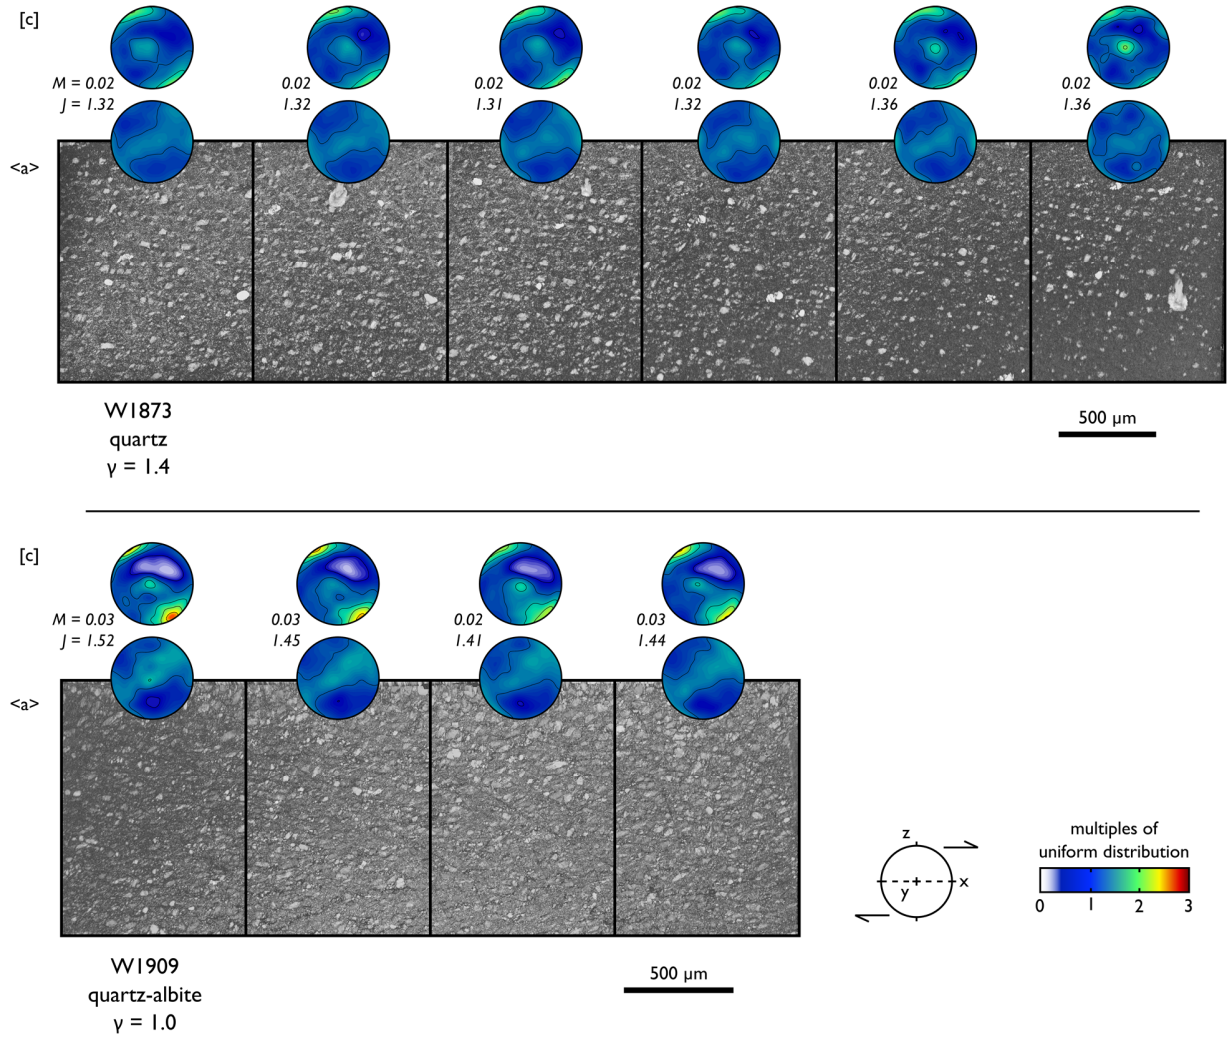 [c]
M = 0.02 0.02 0.02 0.02 0.02 0.02
J = 1.32 1.32 1.31 1.32 1.36 1.36
<a>
W1873
quartz
γ = 1.4
500 μm
[c]
M = 0.03 0.03 0.02 0.03
J = 1.52 1.45 1.41 1.44
<a>
W1909
quartz-albite
γ = 1.0
500 μm
z
y
x
multiples of
uniform distribution
0 1 2 3